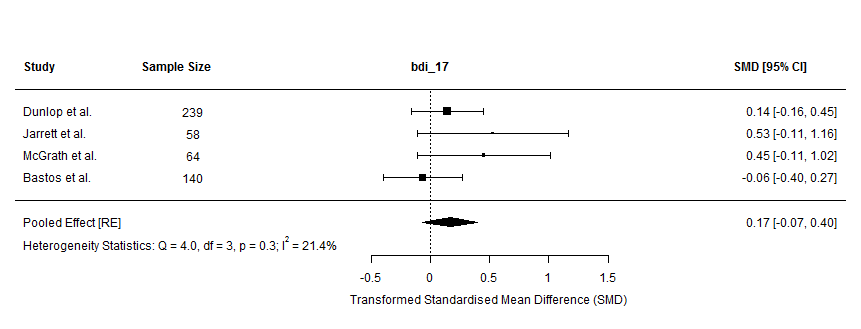 Study Sample Size bdi_17 SMD [95% CI]
Dunlop et al. 239 0.14 [-0.16, 0.45]
Jarrett et al. 58 0.53 [-0.11, 1.16]
McGrath et al. 64 0.45 [-0.11, 1.02]
Bastos et al. 140 -0.06 [-0.40, 0.27]
Pooled Effect [RE] 0.17 [-0.07, 0.40]
Heterogeneity Statistics: Q = 4.0, df = 3, p = 0.3; I² = 21.4%
-0.5 0 0.5 1 1.5
Transformed Standardised Mean Difference (SMD)